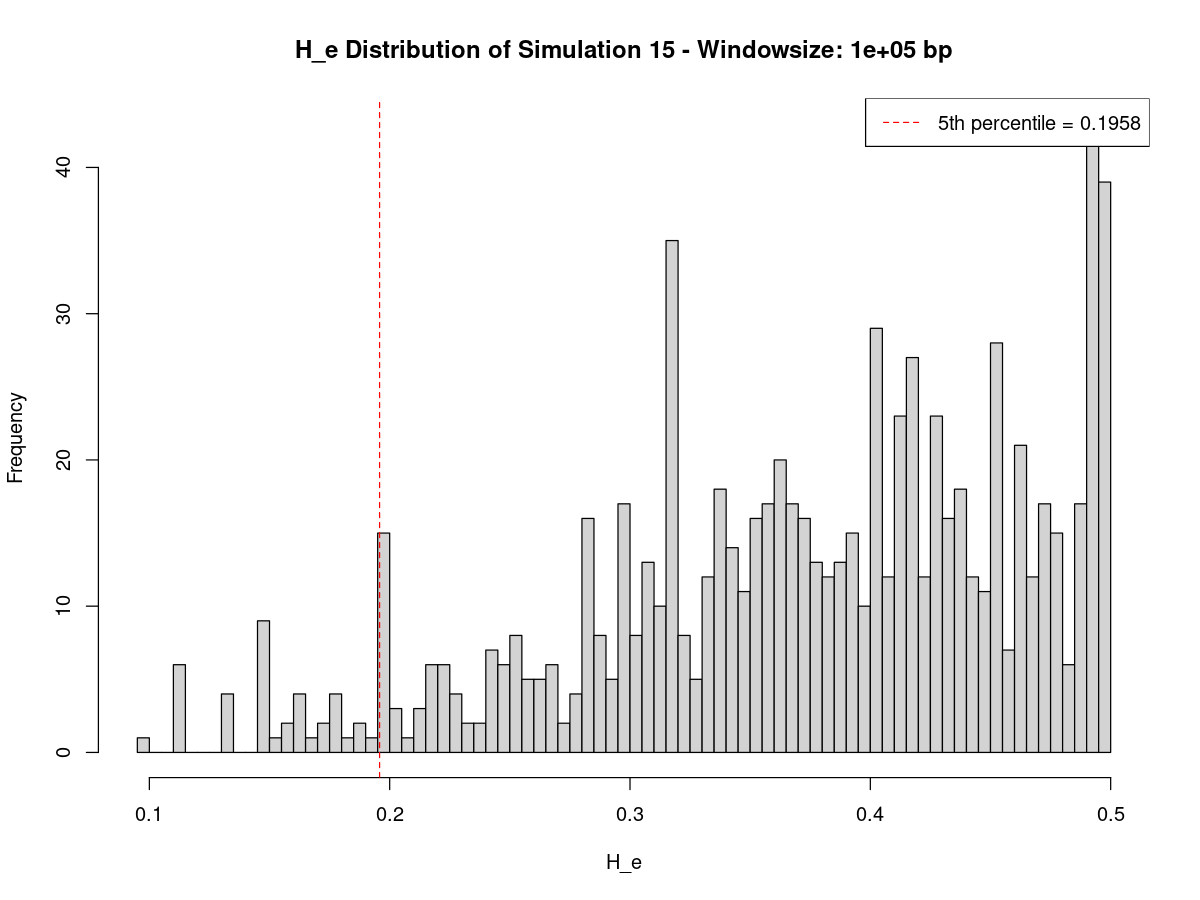 H_e Distribution of Simulation 15 - Windowsize: 1e+05 bp
5th percentile = 0.1958
Frequency
40
30
20
10
0
0.1 0.2 0.3 0.4 0.5
H_e